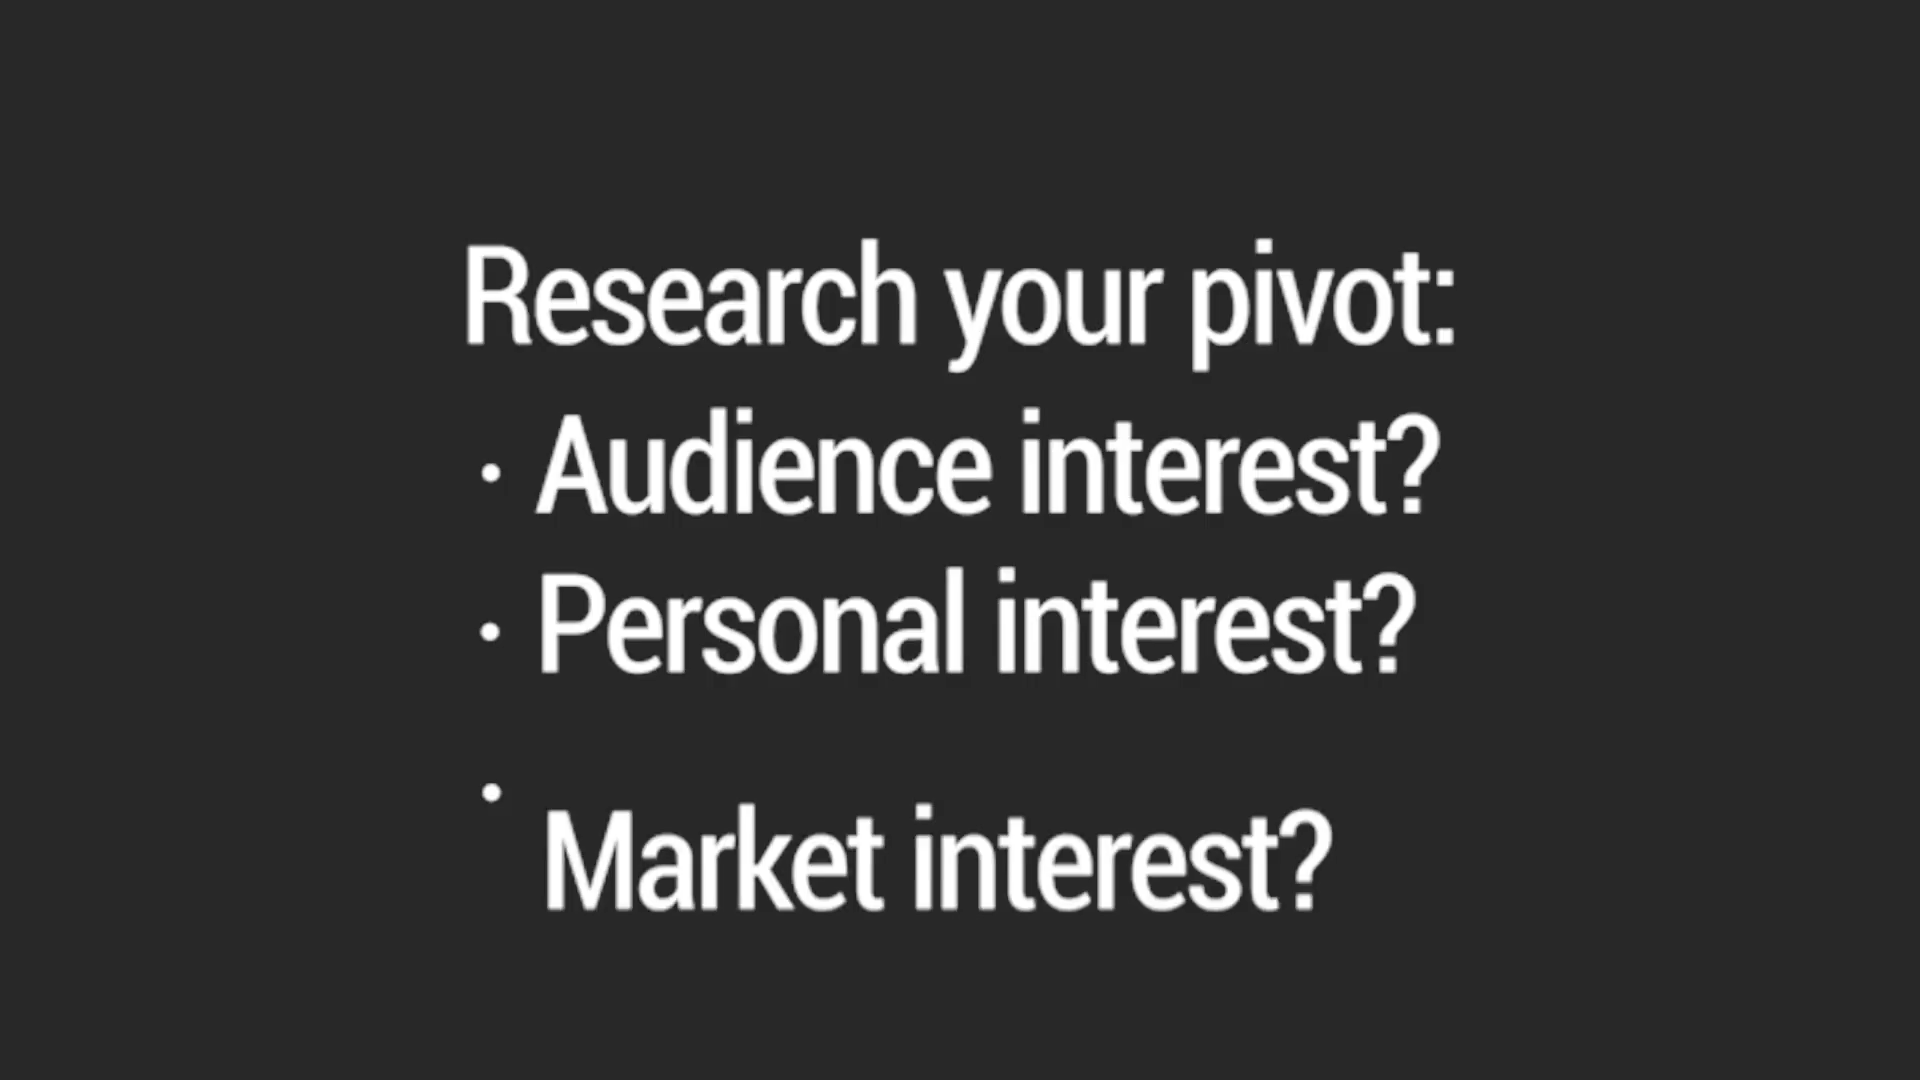 Research your pivot:
· Audience interest?
· Personal interest?
· Market interest?